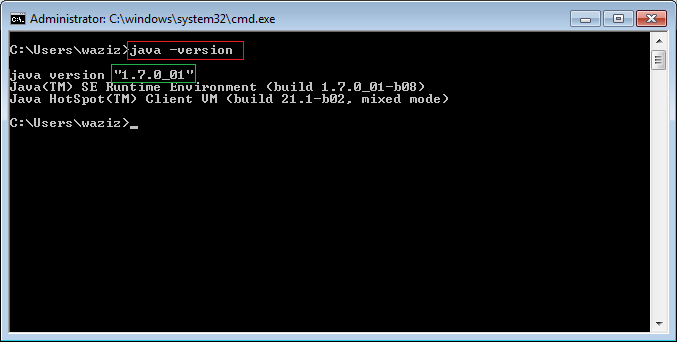 Administrator: C:\windows\system32\cmd.exe
C:\Users\waziz>java -version
java version "1.7.0_01"
Java(TM) SE Runtime Environment (build 1.7.0_01-b08)
Java HotSpot(TM) Client VM (build 21.1-b02, mixed mode)
C:\Users\waziz>_